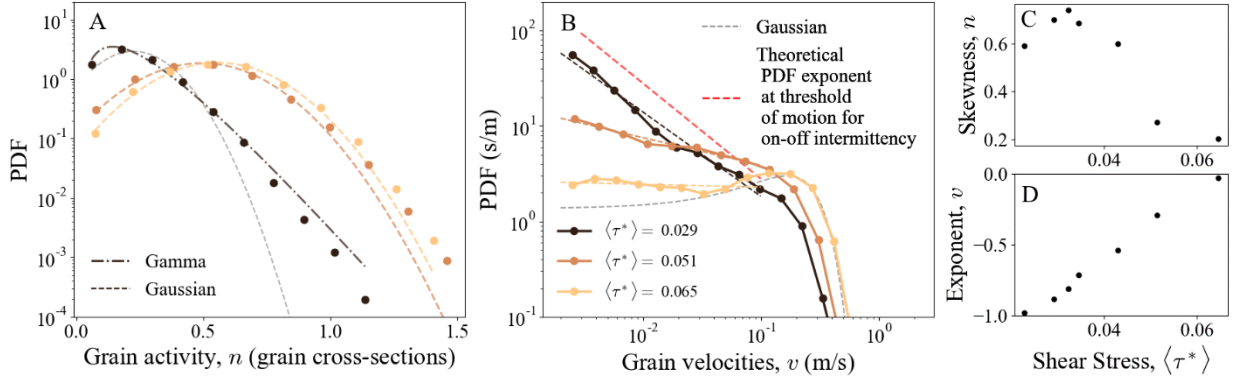 A
PDF
10^1
10^0
10^-1
10^-2
10^-3
10^-4
0.0
0.5
1.0
1.5
Gamma
Gaussian
Grain activity, n (grain cross-sections)
B
PDF (s/m)
10^2
10^1
10^0
10^-1
10^-2
10^-1
10^0
Gaussian
Theoretical
PDF exponent
at threshold
of motion for
on-off intermittency
⟨τ*⟩ = 0.029
⟨τ*⟩ = 0.051
⟨τ*⟩ = 0.065
Grain velocities, v (m/s)
C
Skewness, n
0.6
0.4
0.2
0.04
0.06
D
Exponent, v
0.0
−0.5
−1.0
0.04
0.06
Shear Stress, ⟨τ*⟩